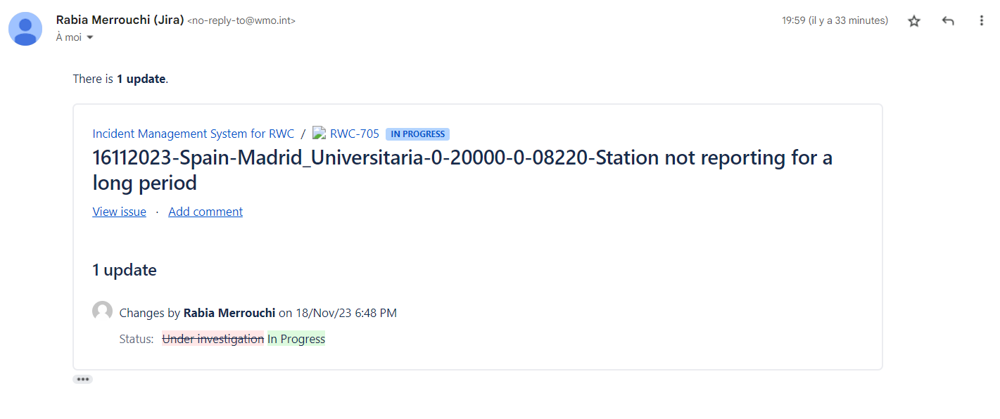 Rabia Merrouchi (Jira) <no-reply-to@wmo.int>
19:59 (il y a 33 minutes)
À moi
There is 1 update.
Incident Management System for RWC / RWC-705 IN PROGRESS
16112023-Spain-Madrid_Universitaria-0-20000-0-08220-Station not reporting for a
long period
View issue · Add comment
1 update
Changes by Rabia Merrouchi on 18/Nov/23 6:48 PM
Status: Under investigation In Progress